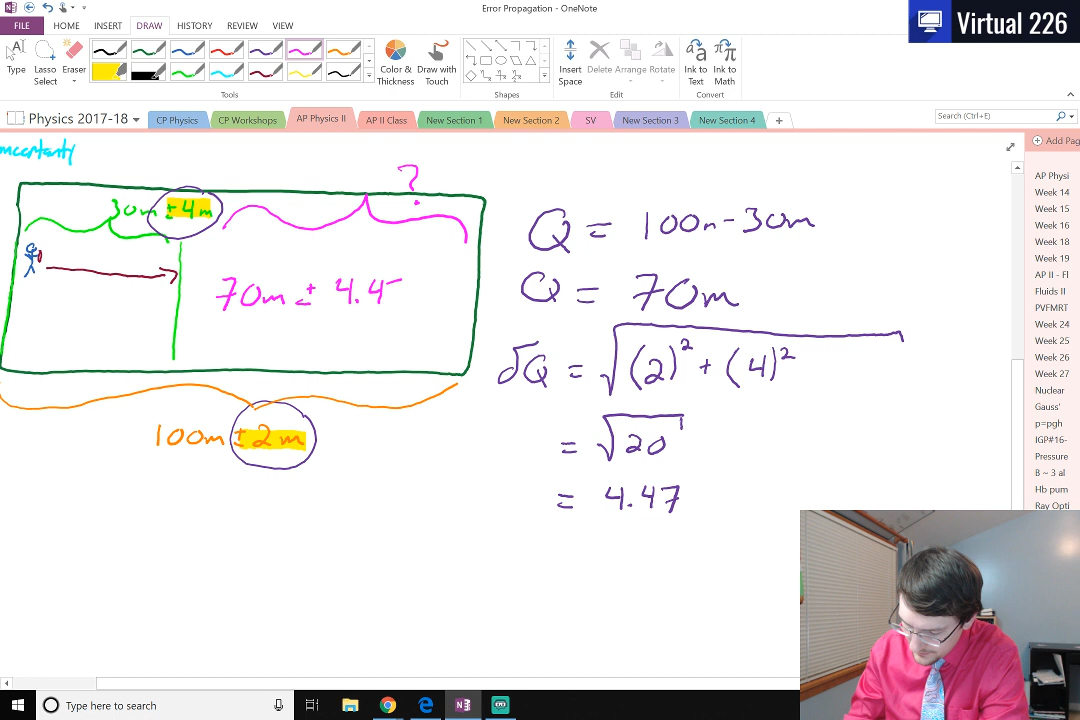 Error Propagation - OneNote
Virtual 226
FILE HOME INSERT DRAW HISTORY REVIEW VIEW
Type
Lasso Select
Eraser
Color & Thickness
Draw with Touch
Insert Space
Delete
Arrange
Rotate
Ink to Text
Ink to Math
Tools
Shapes
Edit
Convert
Physics 2017-18
CP Physics
CP Workshops
AP Physics II
AP II Class
New Section 1
New Section 2
SV
New Section 3
New Section 4
Search (Ctrl+E)
Add Pag
AP Physi
Week 14
Week 15
Week 16
Week 18
Week 19
AP II - Fl
Fluids II
PVFMRT
Week 24
Week 25
Week 26
Week 27
Nuclear
Gauss'
p=pgh
IGP#16-
Pressure
B ~ 3 al
Hb pum
Ray Opti
ncertainty
?
30m ± 4m
70m ± 4.4
100m ± 2m
Q = 100m - 30m
Q = 70m
δQ = √(2)² + (4)²
= √20
= 4.47
Type here to search